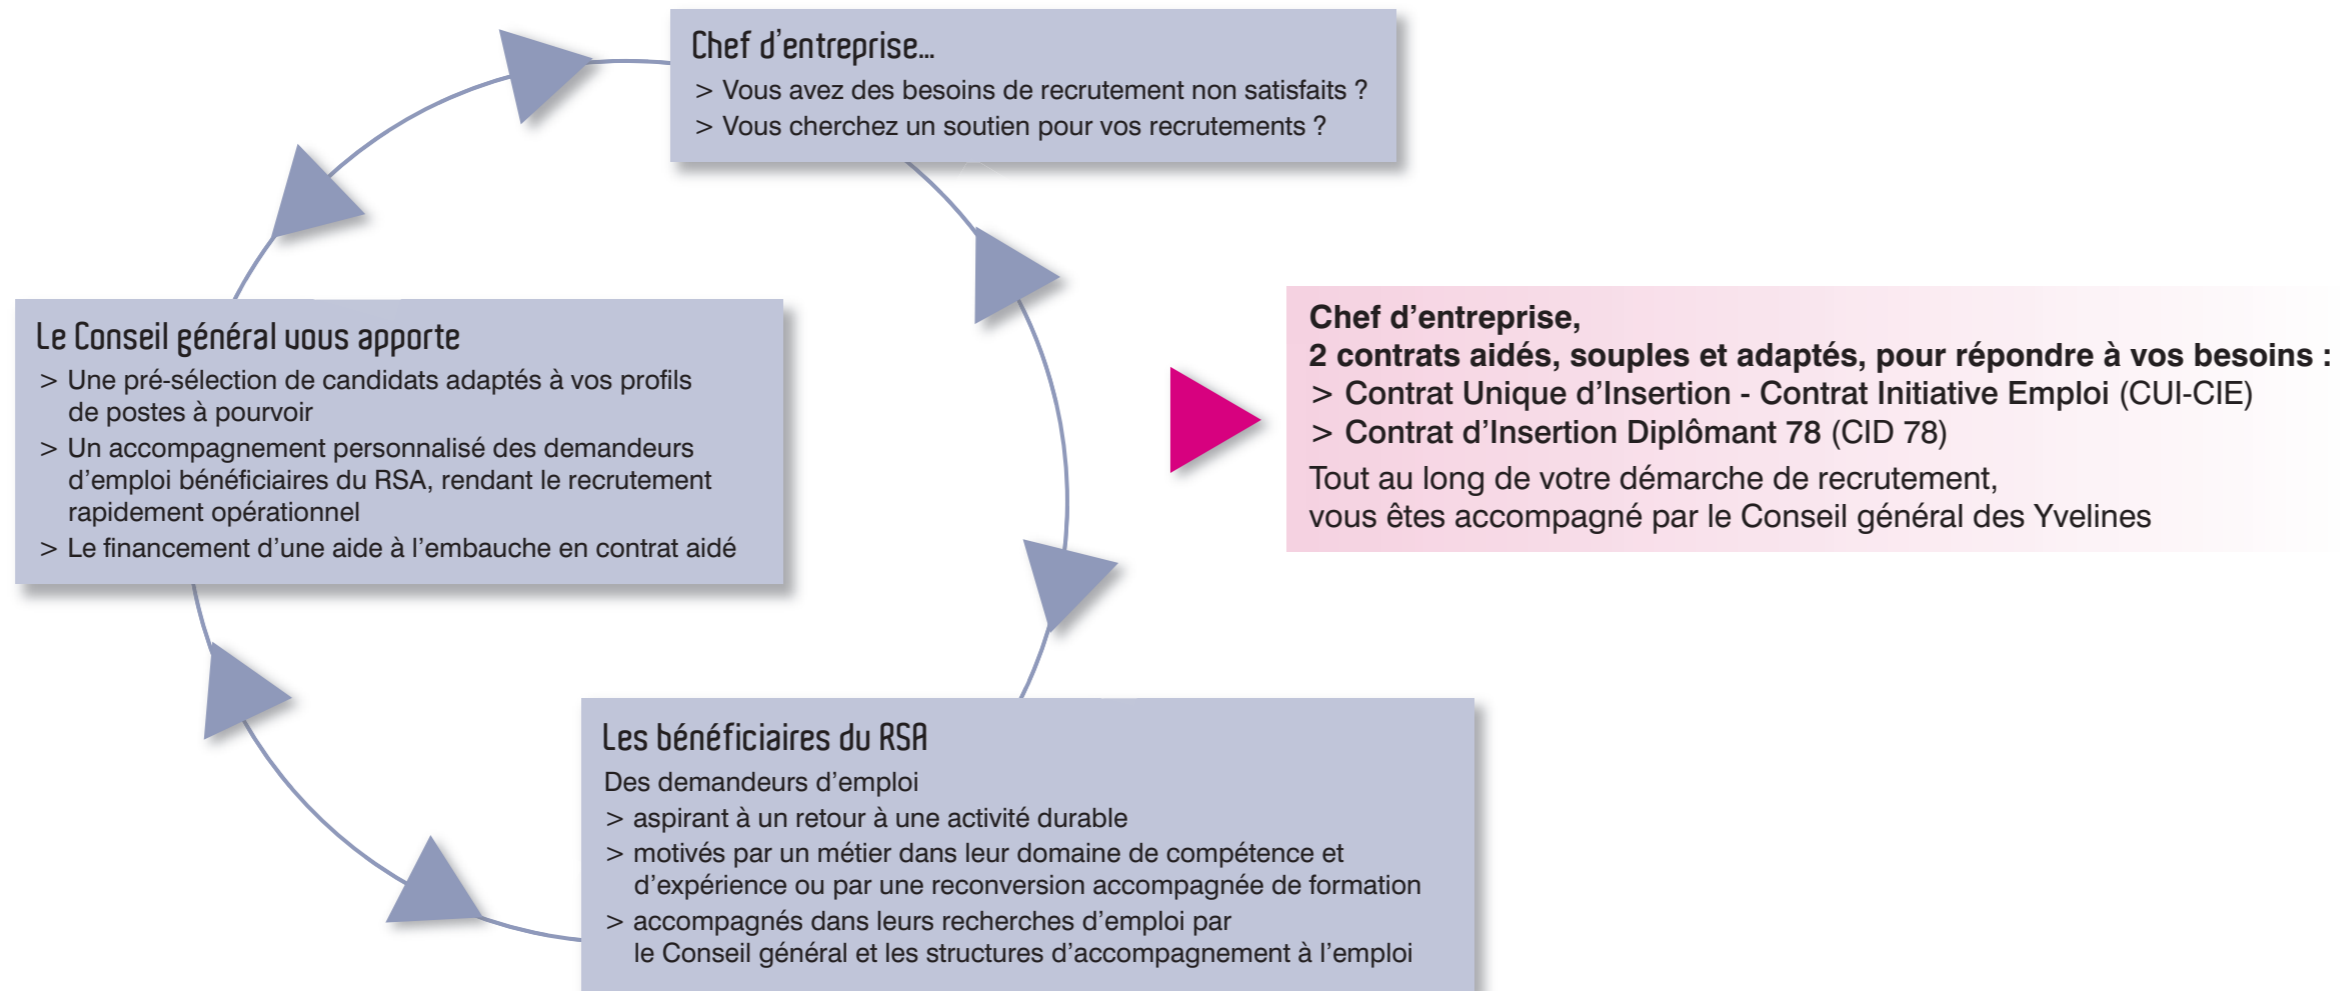 Chef d'entreprise...
> Vous avez des besoins de recrutement non satisfaits ?
> Vous cherchez un soutien pour vos recrutements ?
Le Conseil général vous apporte
> Une pré-sélection de candidats adaptés à vos profils
de postes à pourvoir
> Un accompagnement personnalisé des demandeurs
d'emploi bénéficiaires du RSA, rendant le recrutement
rapidement opérationnel
> Le financement d'une aide à l'embauche en contrat aidé
Chef d'entreprise,
2 contrats aidés, souples et adaptés, pour répondre à vos besoins :
> Contrat Unique d'Insertion - Contrat Initiative Emploi (CUI-CIE)
> Contrat d'Insertion Diplômant 78 (CID 78)
Tout au long de votre démarche de recrutement,
vous êtes accompagné par le Conseil général des Yvelines
Les bénéficiaires du RSA
Des demandeurs d'emploi
> aspirant à un retour à une activité durable
> motivés par un métier dans leur domaine de compétence et
d'expérience ou par une reconversion accompagnée de formation
> accompagnés dans leurs recherches d'emploi par
le Conseil général et les structures d'accompagnement à l'emploi